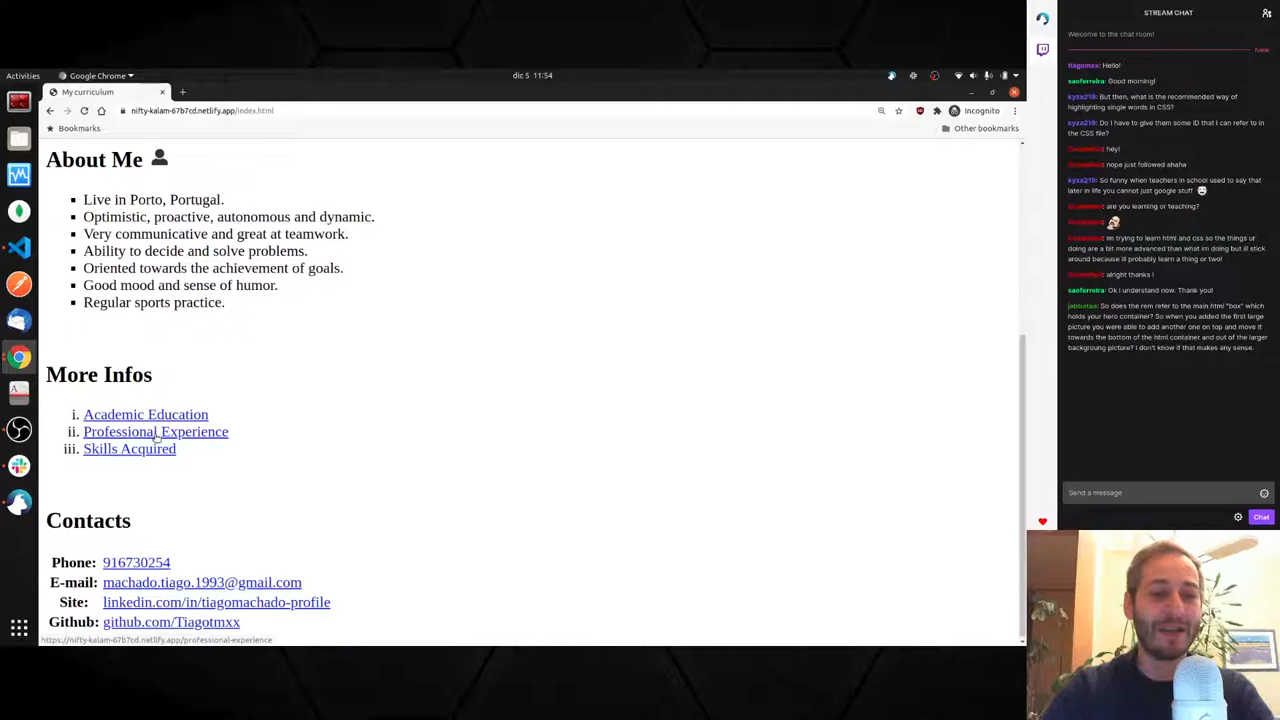 Activities
Google Chrome
dic 5 11:54
My curriculum
nifty-kalam-67b7cd.netlify.app/index.html
Incognito
Bookmarks
Other bookmarks
About Me
Live in Porto, Portugal.
Optimistic, proactive, autonomous and dynamic.
Very communicative and great at teamwork.
Ability to decide and solve problems.
Oriented towards the achievement of goals.
Good mood and sense of humor.
Regular sports practice.
More Infos
i. Academic Education
ii. Professional Experience
iii. Skills Acquired
Contacts
Phone: 916730254
E-mail: machado.tiago.1993@gmail.com
Site: linkedin.com/in/tiagomachado-profile
Github: github.com/Tiagotmxx
https://nifty-kalam-67b7cd.netlify.app/professional-experience
STREAM CHAT
Welcome to the chat room!
New
tiagomxx: Hello!
saoferreira: Good morning!
kyza219: But then, what is the recommended way of
highlighting single words in CSS?
kyza219: Do I have to give them some ID that I can refer to in
the CSS file?
: hey!
: nope just followed ahaha
kyza219: So funny when teachers in school used to say that
later in life you cannot just google stuff
: are you learning or teaching?
: im trying to learn html and css so the things ur
doing are a bit more advanced than what im doing but ill stick
around because ill probably learn a thing or two!
: alright thanks !
saoferreira: Ok I understand now. Thank you!
jabbataa: So does the rem refer to the main html "box" which
holds your hero container? So when you added the first large
picture you were able to add another one on top and move it
towards the bottom of the html container and out of the larger
backgroung picture? I don't know if that makes any sense.
Send a message
Chat